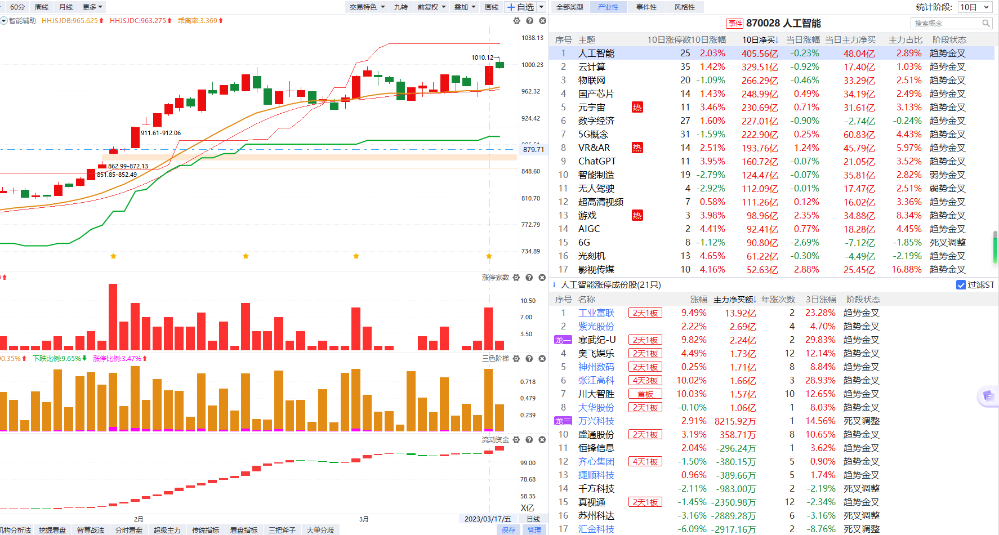 60分 周线 月线 更多 交易特色 九转 前复权 叠加 画线 自选
智能辅助 HHJSJDB:965.625 HHJSJDC:963.275 乖离率:3.369
1038.13
1010.12
1000.23
962.32
924.42
911.61-912.06
879.71
862.99-872.13
851.85-852.49
848.60
810.70
772.79
734.89
涨停家数
10.50
7.00
3.50
0.35% 下跌比例:9.65% 涨停比例:3.47% 三色阶梯
0.718
0.479
0.239
流动资金
99.00
78.68
58.35
X亿
2月 3月 2023/03/17/五 日线
机构分析法 挖掘看盘 智尊战法 分时看盘 超级主力 传统指标 看盘指标 三把斧子 大单分歧 保存 管理
全部类型 产业性 事件性 风格性 统计阶段: 10日
事件 870028 人工智能 搜索概念
序号 主题 10日涨停数 10日涨幅 10日净买↓ 当日涨幅 当日主力净买 主力占比 阶段状态
1 人工智能 25 2.03% 405.56亿 -0.23% 48.04亿 2.89% 趋势金叉
2 云计算 35 1.42% 329.51亿 -0.92% 17.40亿 1.03% 趋势金叉
3 物联网 20 -1.09% 266.29亿 -0.46% 33.29亿 2.51% 趋势金叉
4 国产芯片 14 1.43% 248.99亿 0.49% 34.19亿 2.49% 趋势金叉
5 元宇宙 热 11 3.46% 230.69亿 0.71% 31.61亿 3.13% 趋势金叉
6 数字经济 27 1.60% 227.01亿 -0.90% -2.74亿 -0.24% 趋势金叉
7 5G概念 31 -1.59% 222.90亿 0.25% 60.83亿 4.43% 趋势金叉
8 VR&AR 热 14 2.51% 193.76亿 1.24% 45.79亿 5.97% 趋势金叉
9 ChatGPT 11 3.95% 160.72亿 -0.07% 21.05亿 3.52% 趋势金叉
10 智能制造 19 -2.79% 124.47亿 -0.07% 35.81亿 2.82% 弱势金叉
11 无人驾驶 4 -2.92% 112.09亿 -0.01% 17.47亿 2.51% 弱势金叉
12 超高清视频 7 0.58% 111.26亿 0.12% 16.02亿 3.36% 趋势金叉
13 游戏 热 3 3.98% 98.96亿 2.35% 34.88亿 8.34% 趋势金叉
14 AIGC 2 4.41% 92.41亿 0.77% 18.28亿 4.45% 趋势金叉
15 6G 8 -1.12% 90.80亿 -2.69% -7.12亿 -1.85% 死叉调整
16 光刻机 13 4.65% 61.22亿 -0.30% -4.49亿 -2.19% 趋势金叉
17 影视传媒 10 4.16% 52.63亿 2.88% 25.45亿 16.88% 趋势金叉
人工智能涨停成份股(21只) 过滤ST
序号 名称 涨幅 主力净买额↓ 年涨次数 3日涨幅 阶段状态
1 工业富联 2天1板 9.49% 13.92亿 2 23.28% 趋势金叉
2 紫光股份 2.22% 2.69亿 4 4.70% 趋势金叉
龙一 寒武纪-U 2天1板 9.82% 2.24亿 2 29.83% 趋势金叉
4 奥飞娱乐 2天1板 4.49% 1.73亿 12 12.14% 趋势金叉
5 神州数码 2天1板 0.25% 1.71亿 8 8.84% 趋势金叉
6 张江高科 4天3板 10.02% 1.66亿 3 28.93% 趋势金叉
7 川大智胜 首板 10.03% 1.57亿 10 12.65% 趋势金叉
8 大华股份 2天1板 -0.10% 1.06亿 1 8.03% 趋势金叉
龙三 万兴科技 2.91% 8215.92万 1 14.56% 死叉调整
10 盛通股份 2天1板 3.19% 358.71万 8 10.65% 趋势金叉
11 恒锋信息 2.04% -296.24万 1 3.62% 趋势金叉
12 齐心集团 4天1板 -1.50% -380.15万 5 0.90% 趋势金叉
13 捷顺科技 0.96% -389.66万 5 1.74% 趋势金叉
14 千方科技 -2.11% -983.00万 2 -2.19% 死叉调整
15 真视通 2天1板 -1.45% -2350.98万 12 -2.34% 趋势金叉
16 苏州科达 -3.16% -2889.28万 6 -3.16% 死叉调整
17 汇金科技 -6.09% -2917.16万 2 -8.76% 死叉调整